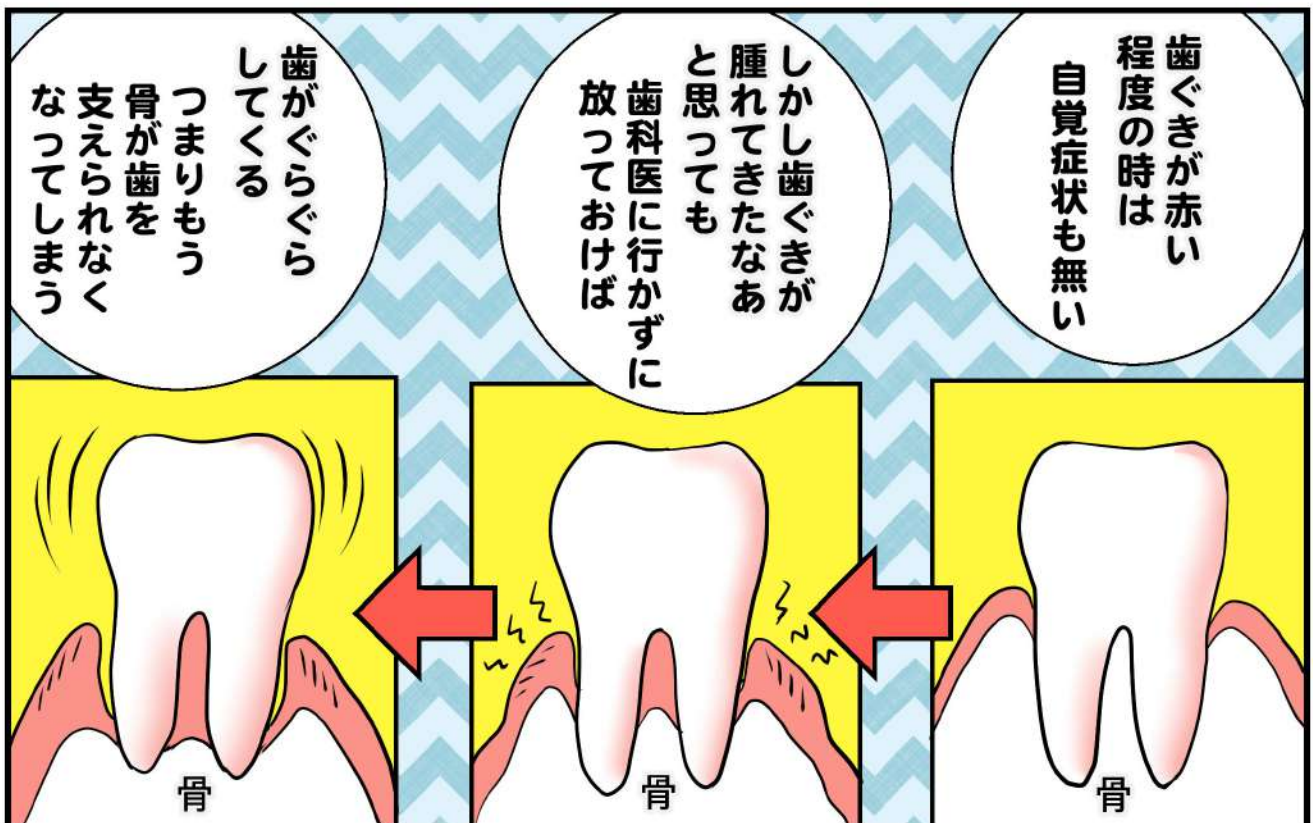 歯ぐきが赤い
程度の時は
自覚症状も無い
しかし歯ぐきが
腫れてきたなあ
と思っても
歯科医に行かずに
放っておけば
歯がぐらぐら
してくる
つまりもう
骨が歯を
支えられなく
なってしまう
骨
骨
骨